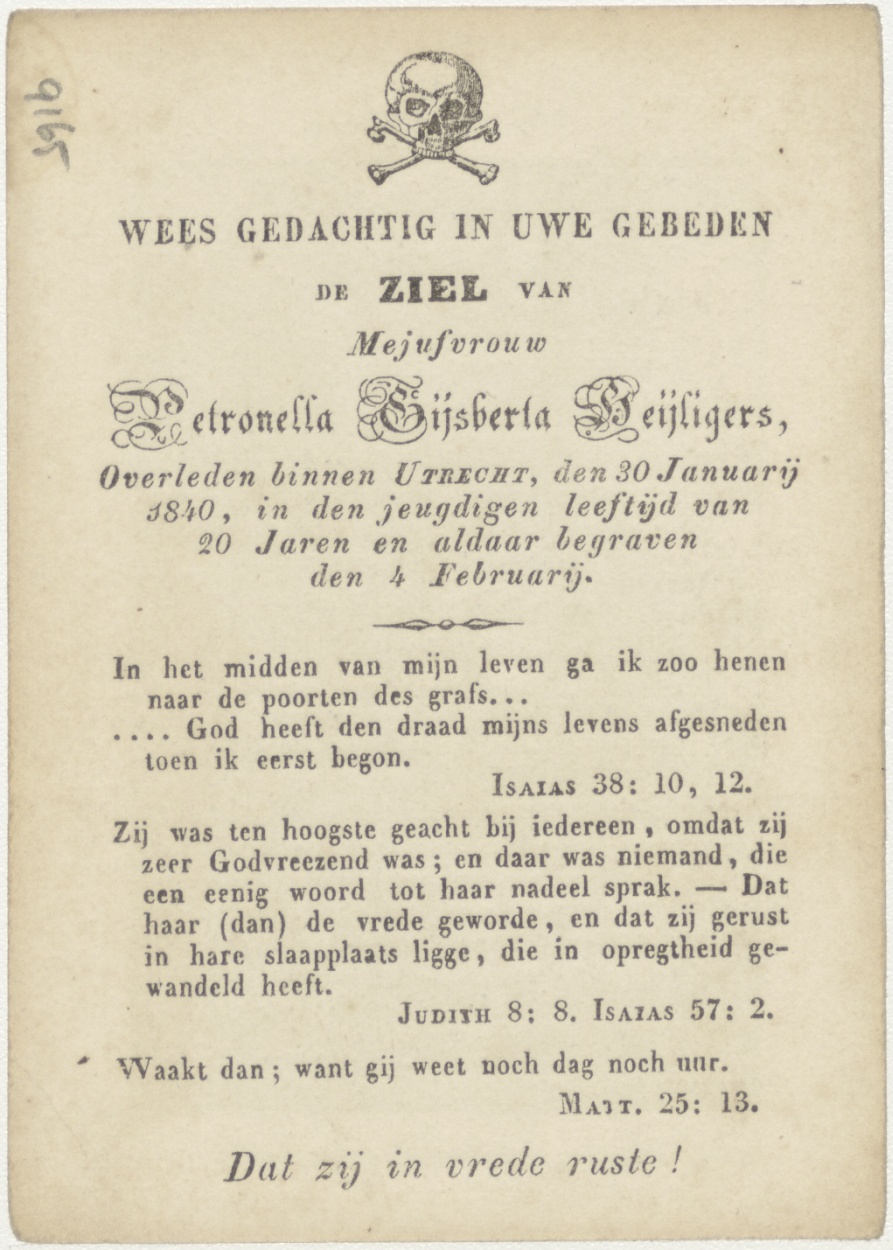 9165
WEES GEDACHTIG IN UWE GEBEDEN
DE ZIEL VAN
Mejufvrouw
Petronella Gijsberta Heijligers,
Overleden binnen UTRECHT, den 30 Januarij
1840, in den jeugdigen leeftijd van
20 Jaren en aldaar begraven
den 4 Februarij.
In het midden van mijn leven ga ik zoo henen
naar de poorten des grafs...
.... God heeft den draad mijns levens afgesneden
toen ik eerst begon.
ISAIAS 38: 10, 12.
Zij was ten hoogste geacht bij iedereen, omdat zij
zeer Godvreezend was; en daar was niemand, die
een eenig woord tot haar nadeel sprak. — Dat
haar (dan) de vrede geworde, en dat zij gerust
in hare slaapplaats ligge, die in opregtheid ge-
wandeld heeft.
JUDITH 8: 8. ISAIAS 57: 2.
Waakt dan; want gij weet noch dag noch uur.
MATT. 25: 13.
Dat zij in vrede ruste!